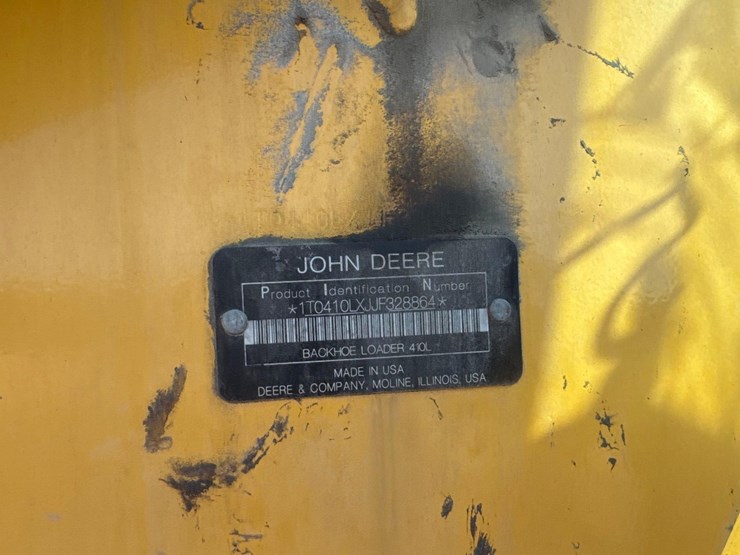 JOHN DEERE
Product Identification Number
*1T0410LXJJF328864*
BACKHOE LOADER 410L
MADE IN USA
DEERE & COMPANY, MOLINE, ILLINOIS, USA